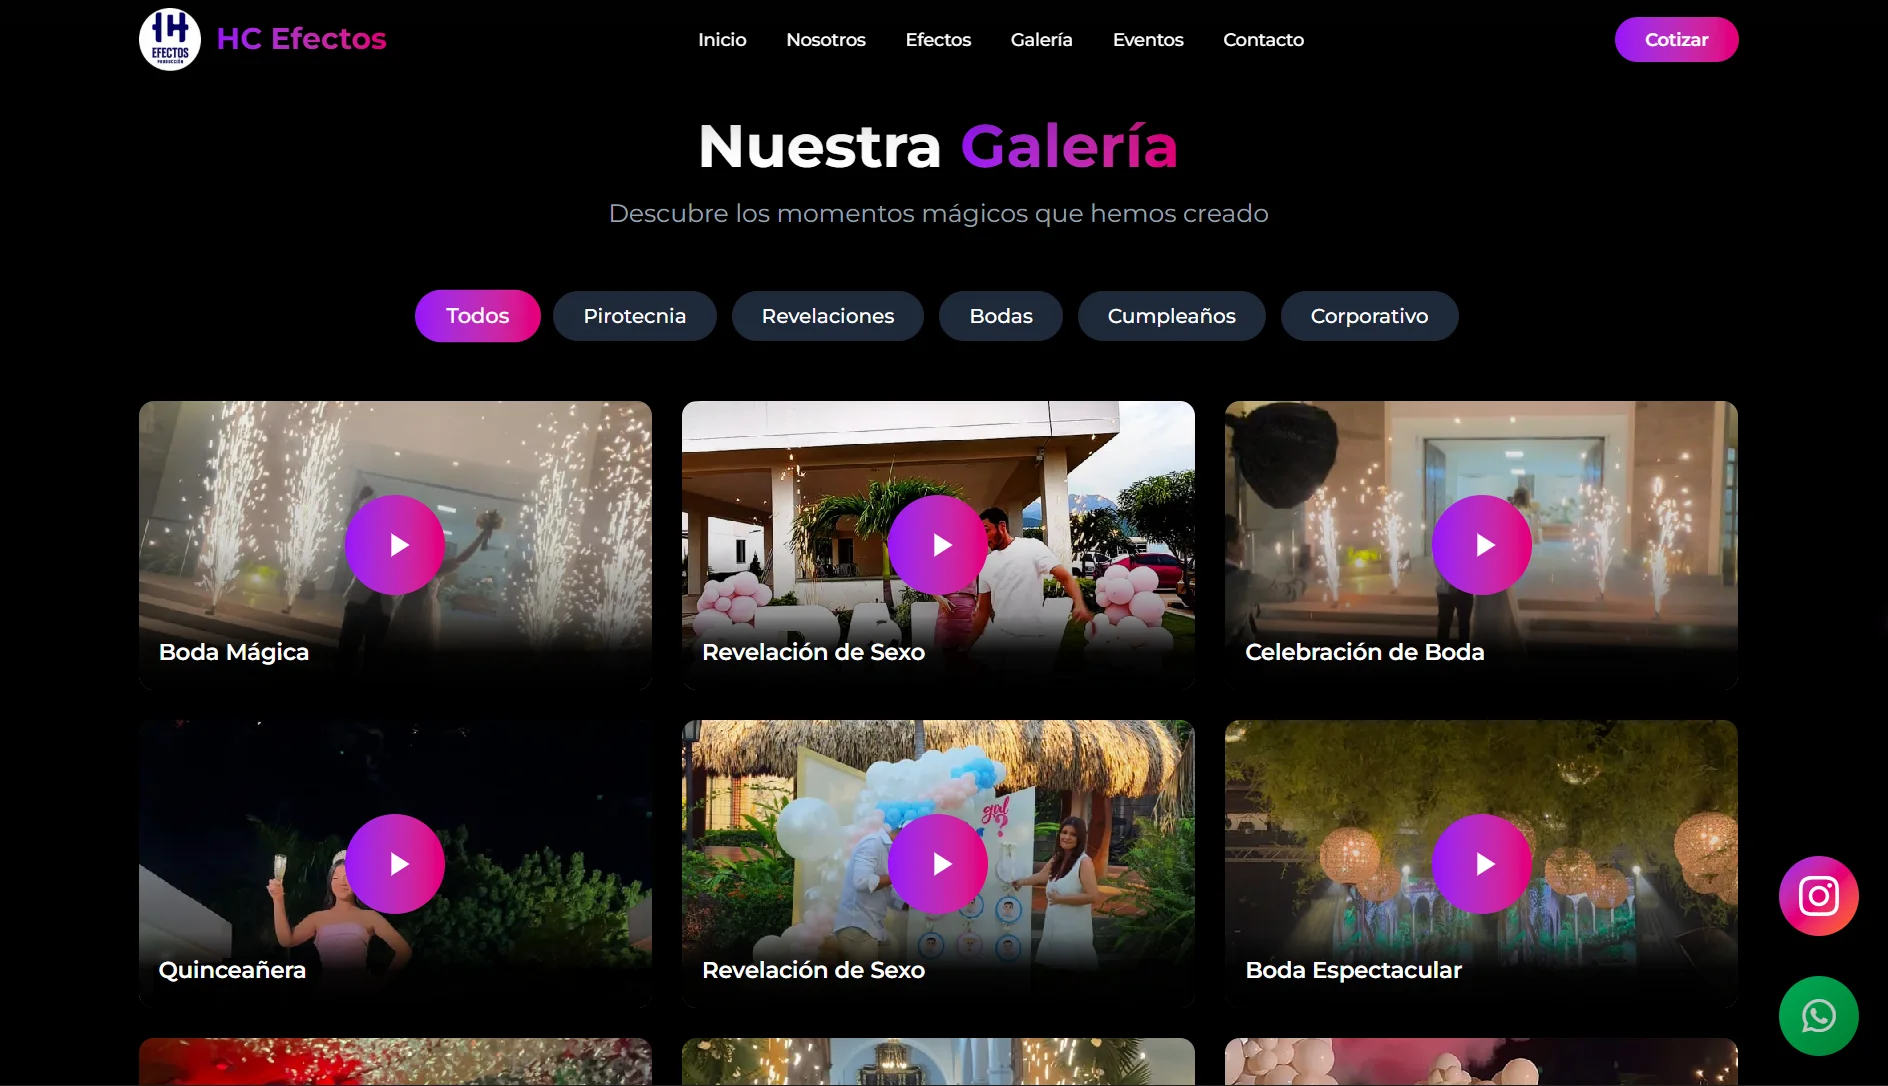 EFECTOS
PRODUCCIÓN
HC Efectos
Inicio
Nosotros
Efectos
Galería
Eventos
Contacto
Cotizar
Nuestra Galería
Descubre los momentos mágicos que hemos creado
Todos
Pirotecnia
Revelaciones
Bodas
Cumpleaños
Corporativo
Boda Mágica
Revelación de Sexo
Celebración de Boda
Quinceañera
gal
?
Revelación de Sexo
Boda Espectacular